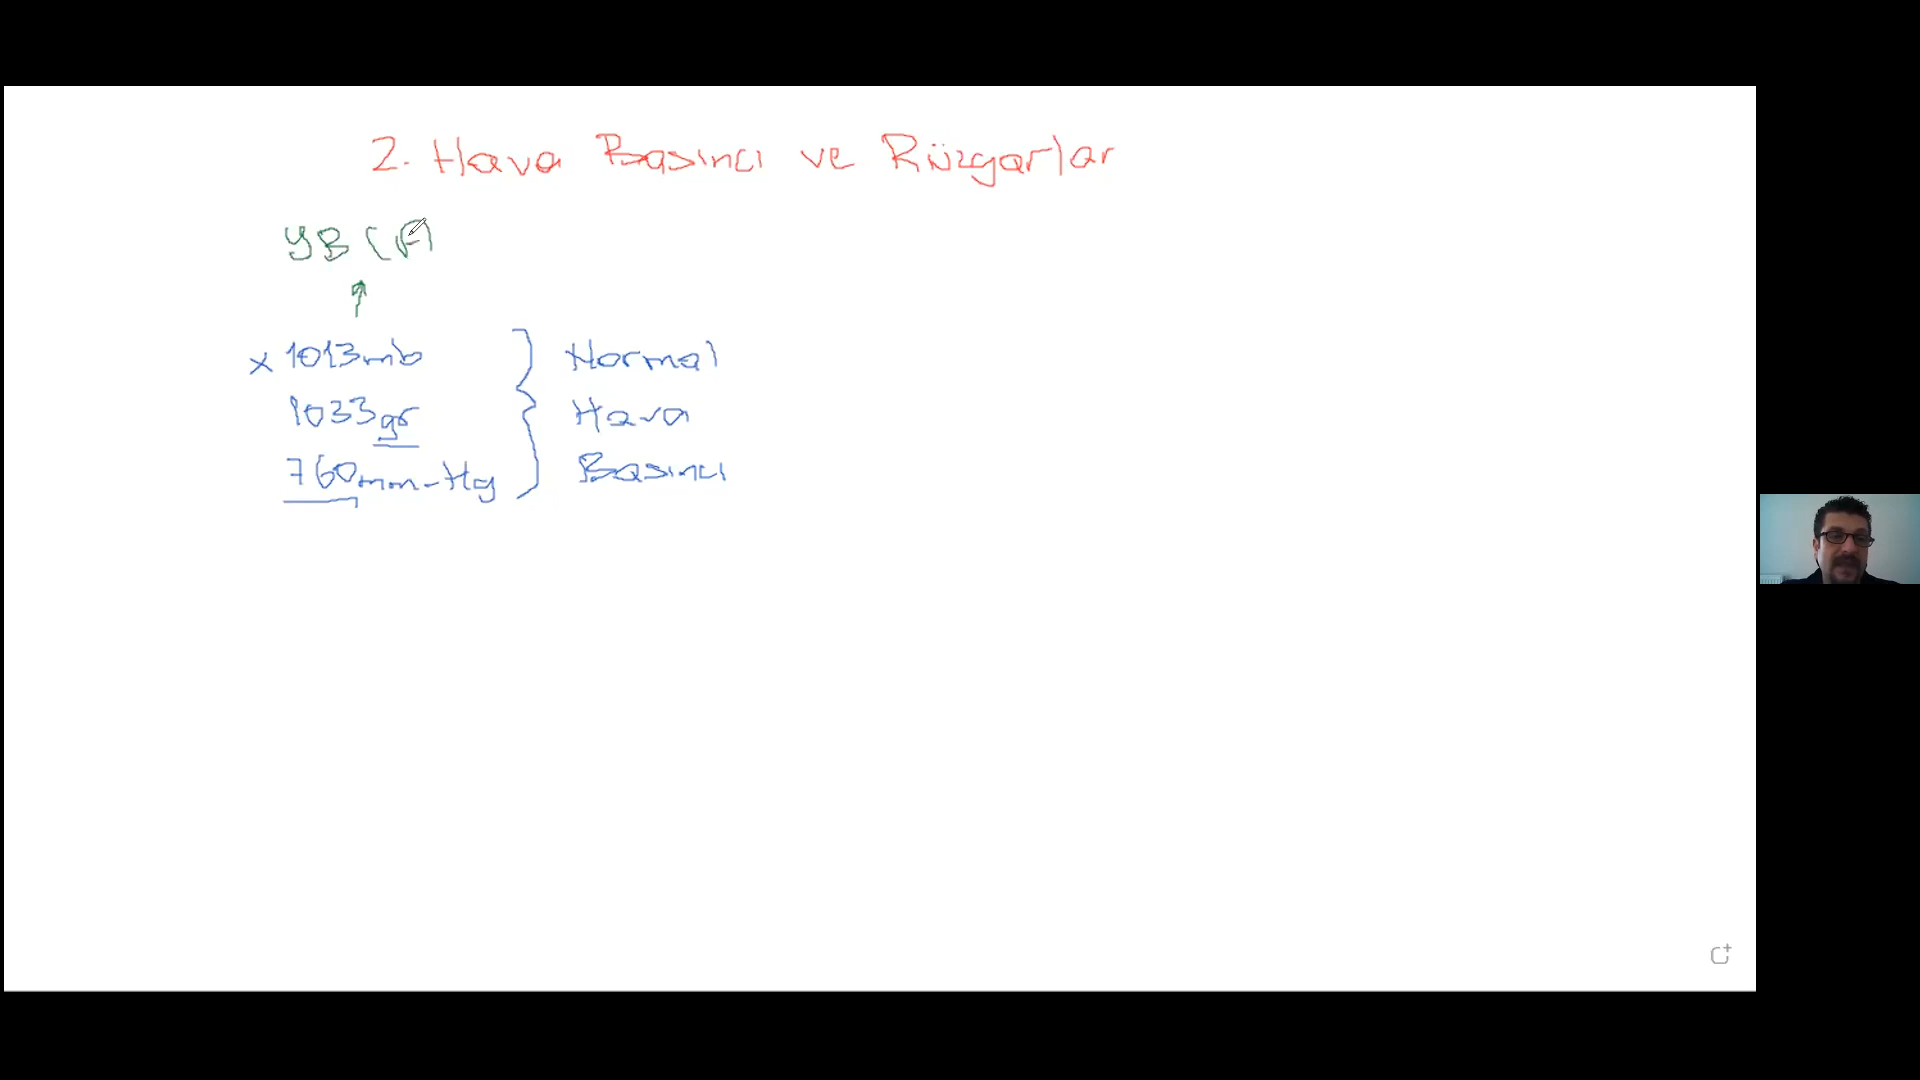 2. Hava Basıncı ve Rüzgarlar
YB (A
x 1013mb
Normal
1033gr
Hava
760mm-Hg
Basıncı